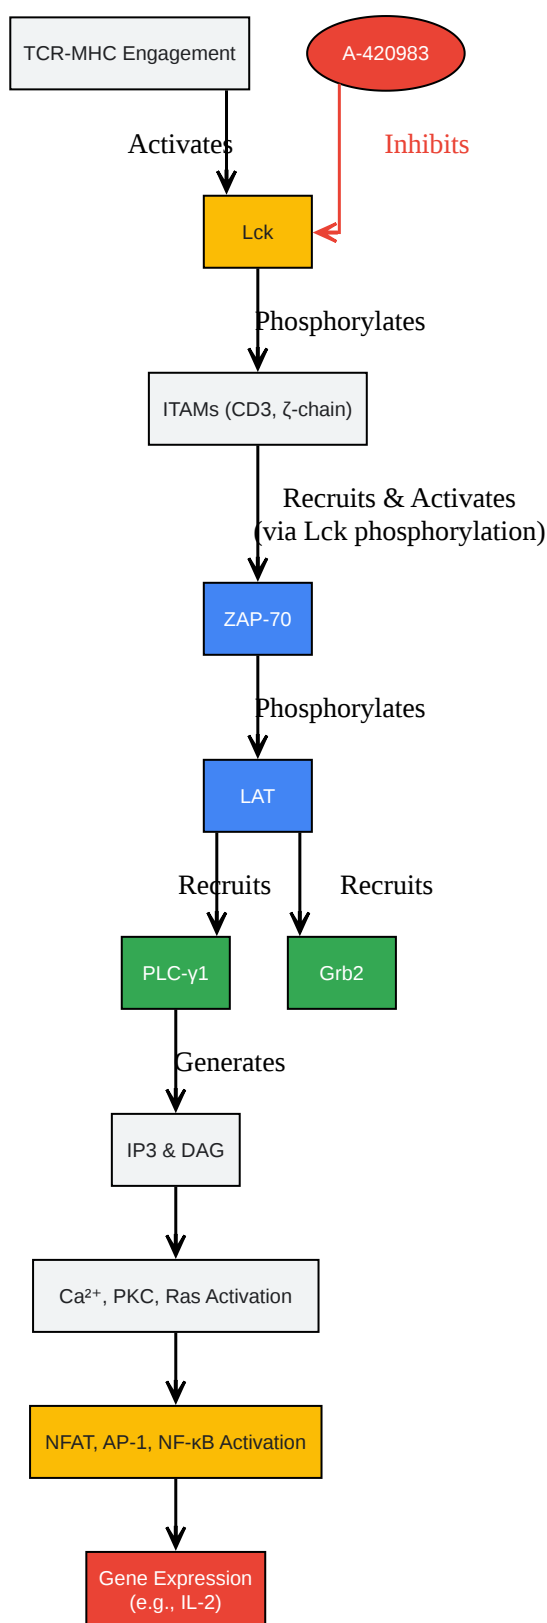 TCR-MHC Engagement
A-420983
Activates
Inhibits
Lck
Phosphorylates
ITAMs (CD3, ζ-chain)
Recruits & Activates
(via Lck phosphorylation)
ZAP-70
Phosphorylates
LAT
Recruits
Recruits
PLC-γ1
Grb2
Generates
IP3 & DAG
Ca²⁺, PKC, Ras Activation
NFAT, AP-1, NF-κB Activation
Gene Expression
(e.g., IL-2)